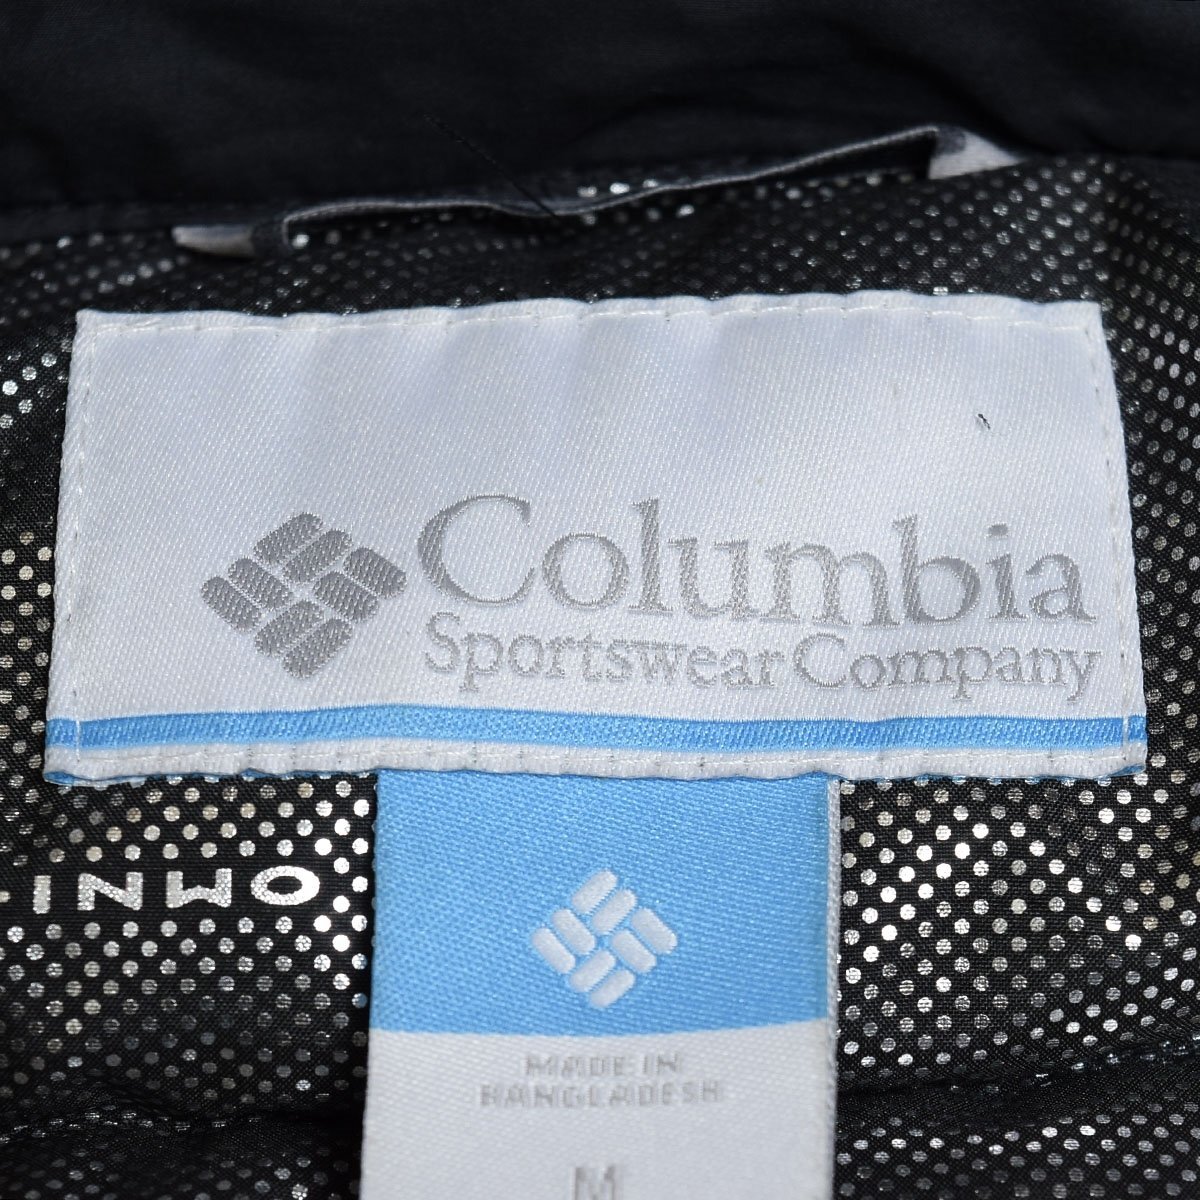 Columbia
Sportswear Company
OMNI
MADE IN
BANGLADESH
M